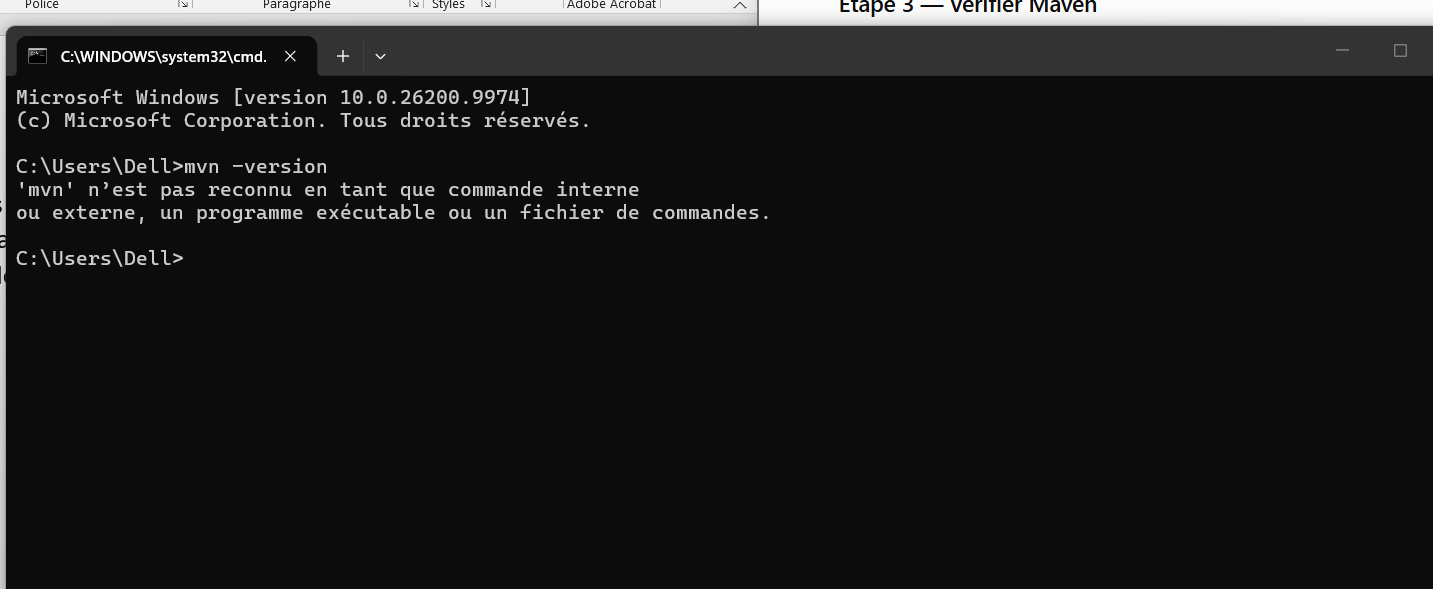 Police
Paragraphe
Styles
Adobe Acrobat
Étape 3 — Vérifier Maven
C:\WINDOWS\system32\cmd.
Microsoft Windows [version 10.0.26200.9974]
(c) Microsoft Corporation. Tous droits réservés.
C:\Users\Dell>mvn -version
'mvn' n’est pas reconnu en tant que commande interne
ou externe, un programme exécutable ou un fichier de commandes.
C:\Users\Dell>